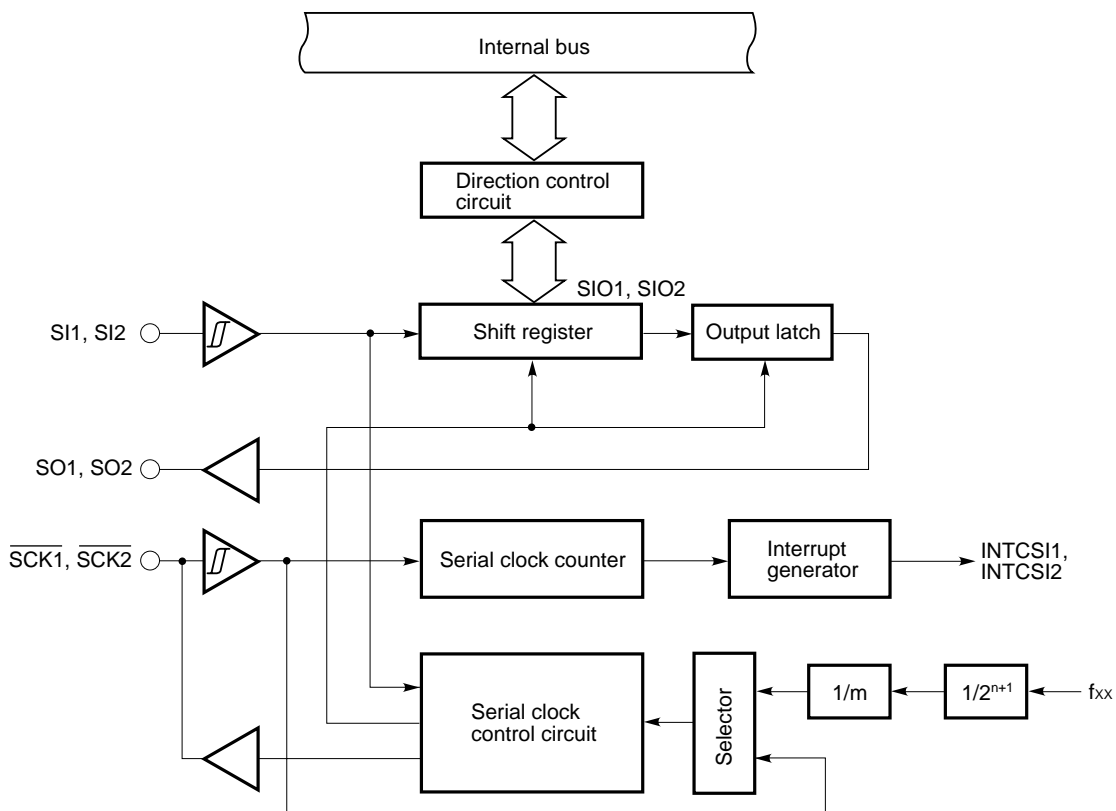 Internal bus
Direction control
circuit
SIO1, SIO2
SI1, SI2
Shift register
Output latch
SO1, SO2
SCK1, SCK2
Serial clock counter
Interrupt
generator
INTCSI1,
INTCSI2
Serial clock
control circuit
Selector
1/m
1/2ⁿ⁺¹
fxx